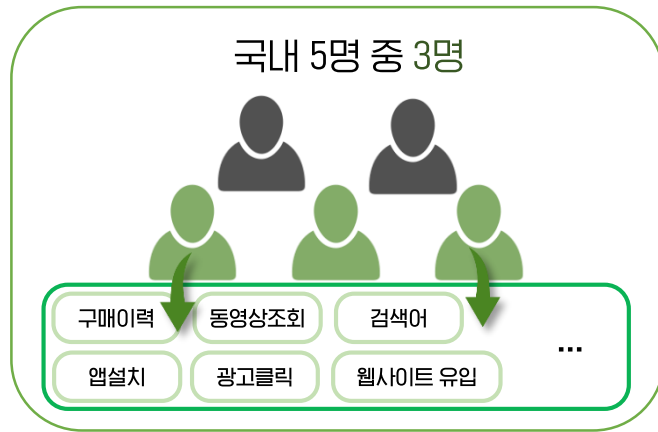 국내 5명 중 3명
구매이력 동영상조회 검색어
...
앱설치 광고클릭 웹사이트 유입